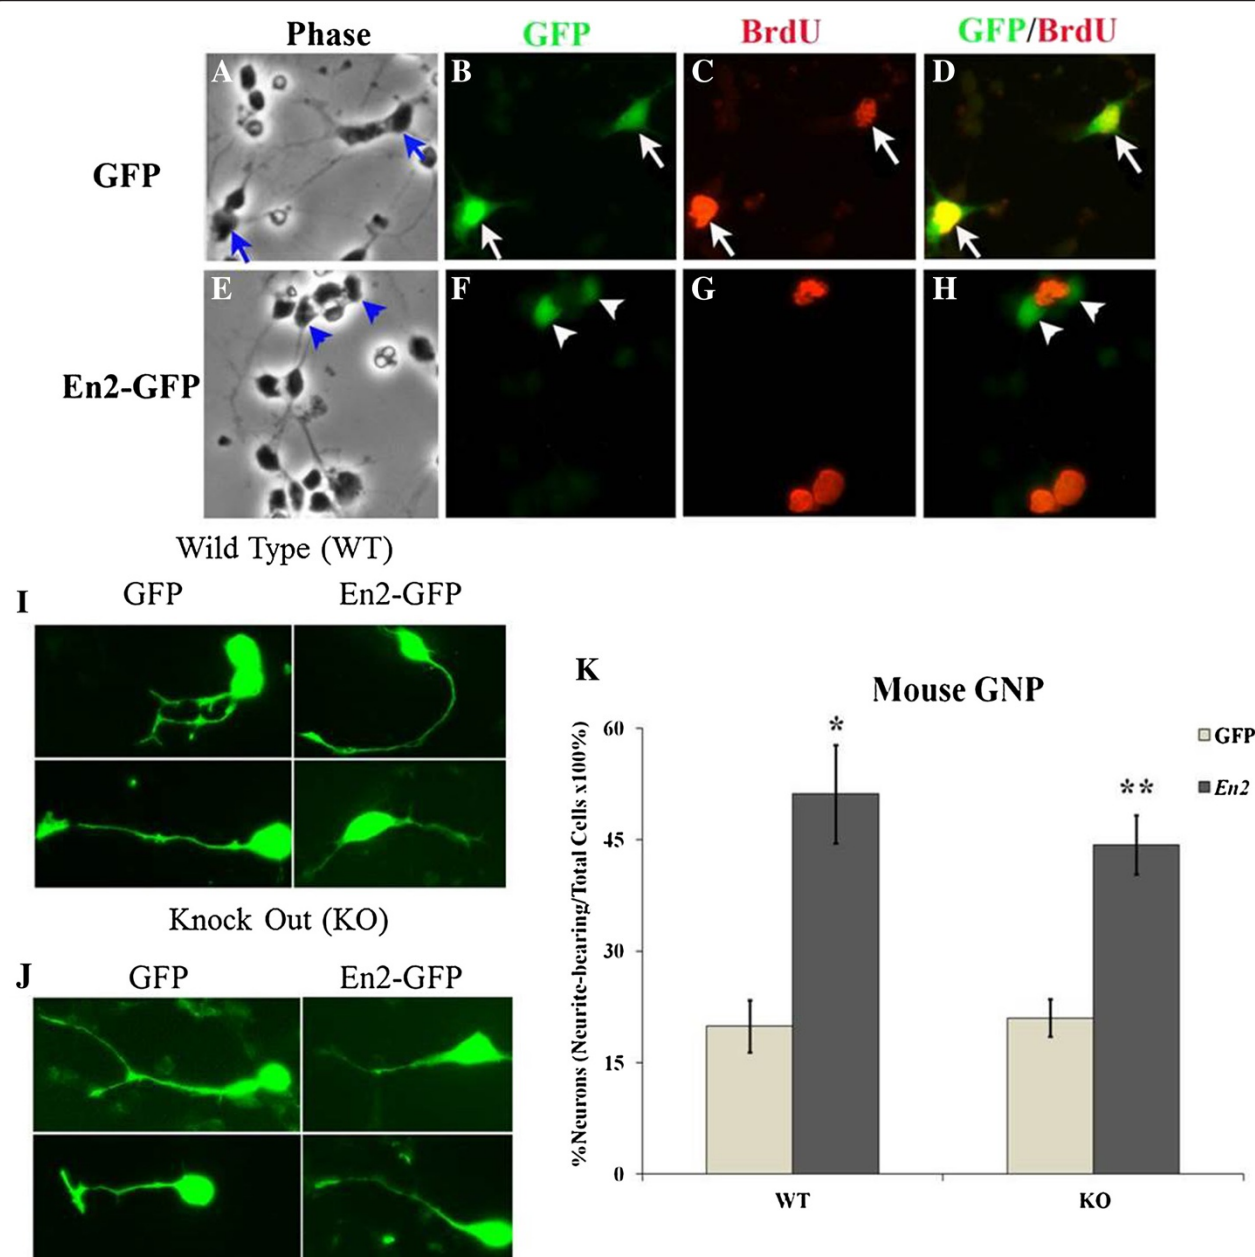 Phase GFP BrdU GFP/BrdU
A B C D
GFP
E F G H
En2-GFP
Wild Type (WT)
I GFP En2-GFP
Knock Out (KO)
J GFP En2-GFP
K
Mouse GNP
%Neurons (Neurite-bearing/Total Cells x100%)
60
45
30
15
0
*
**
GFP
En2
WT KO